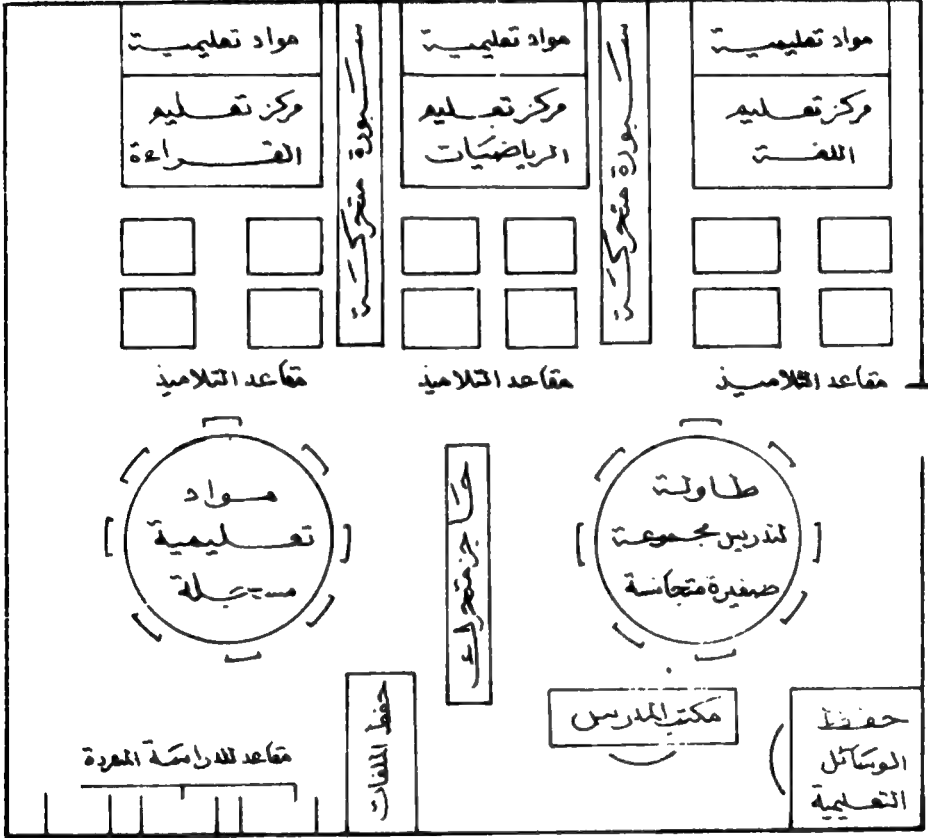 مواد تعليمية
مركز تعليم
اللغة
سبورة متحركة
مواد تعليمية
مركز تعليم
الرياضيات
سبورة متحركة
مواد تعليمية
مركز تعليم
القراءة
مقاعد التلاميذ
مقاعد التلاميذ
مقاعد التلاميذ
طاولة
لتدريس مجموعة
صغيرة متجانسة
حاجز متحرك
مواد
تعليمية
مسجلة
حفظ
الوسائل
التعليمية
مكتب المدرس
حفظ الملفات
مقاعد للدراسة المفردة